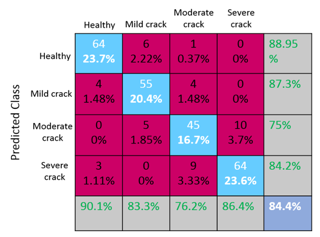 Healthy Mild crack Moderate crack Severe crack
Predicted Class
Healthy 64 6 1 0 88.95
23.7% 2.22% 0.37% 0% %
Mild crack 4 55 4 0 87.3%
1.48% 20.4% 1.48% 0%
Moderate 0 5 45 10 75%
crack 0% 1.85% 16.7% 3.7%
Severe 3 0 9 64 84.2%
crack 1.11% 0% 3.33% 23.6%
90.1% 83.3% 76.2% 86.4% 84.4%